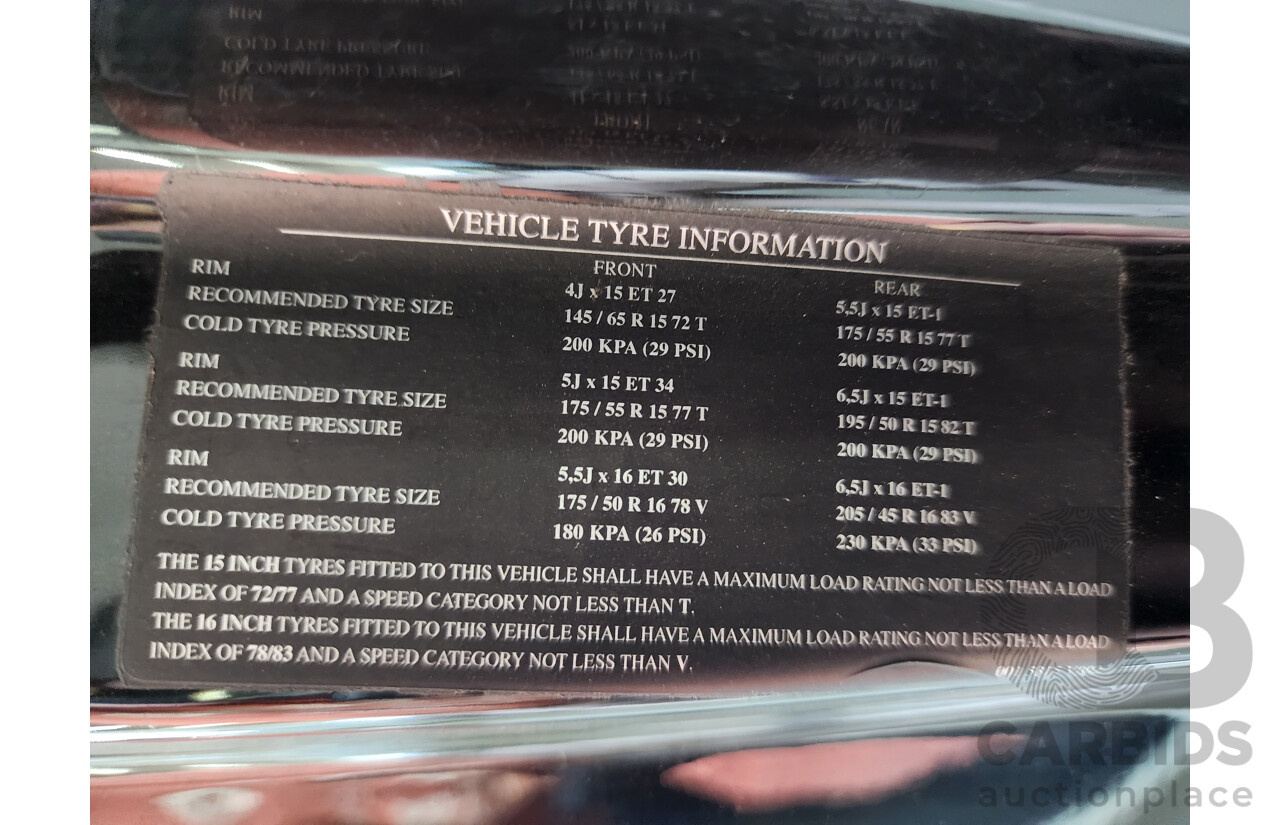 VEHICLE TYRE INFORMATION
FRONT REAR
RIM 4J x 15 ET 27 5,5J x 15 ET-1
RECOMMENDED TYRE SIZE 145 / 65 R 15 72 T 175 / 55 R 15 77 T
COLD TYRE PRESSURE 200 KPA (29 PSI) 200 KPA (29 PSI)
RIM 5J x 15 ET 34 6,5J x 15 ET-1
RECOMMENDED TYRE SIZE 175 / 55 R 15 77 T 195 / 50 R 15 82 T
COLD TYRE PRESSURE 200 KPA (29 PSI) 200 KPA (29 PSI)
RIM 5,5J x 16 ET 30 6,5J x 16 ET-1
RECOMMENDED TYRE SIZE 175 / 50 R 16 78 V 205 / 45 R 16 83 V
COLD TYRE PRESSURE 180 KPA (26 PSI) 230 KPA (33 PSI)
THE 15 INCH TYRES FITTED TO THIS VEHICLE SHALL HAVE A MAXIMUM LOAD RATING NOT LESS THAN A LOAD
INDEX OF 72/77 AND A SPEED CATEGORY NOT LESS THAN T.
THE 16 INCH TYRES FITTED TO THIS VEHICLE SHALL HAVE A MAXIMUM LOAD RATING NOT LESS THAN A LOAD
INDEX OF 78/83 AND A SPEED CATEGORY NOT LESS THAN V.
CARBIDS
auctionplace